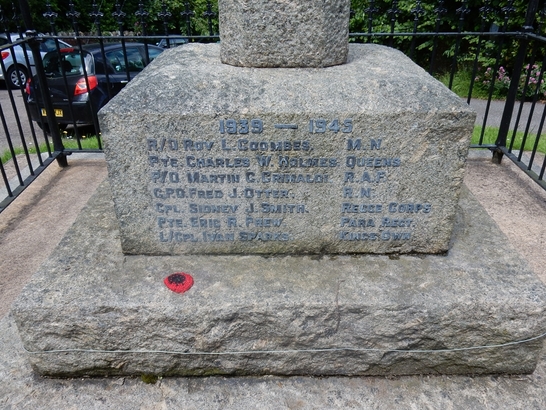 1939 — 1945
R/O ROY L. COOMBES. M.N.
PTE. CHARLES W. HOLMES QUEENS
P/O MARTIN C. GRIMALDI R.A.F.
C.P.O. FRED J. OTTER. R.N.
CPL. SIDNEY J. SMITH. RECCE CORPS
PTE. ERIC R. PREW. PARA. REGT.
L/CPL IVAN SPARKS. KINGS OWN.